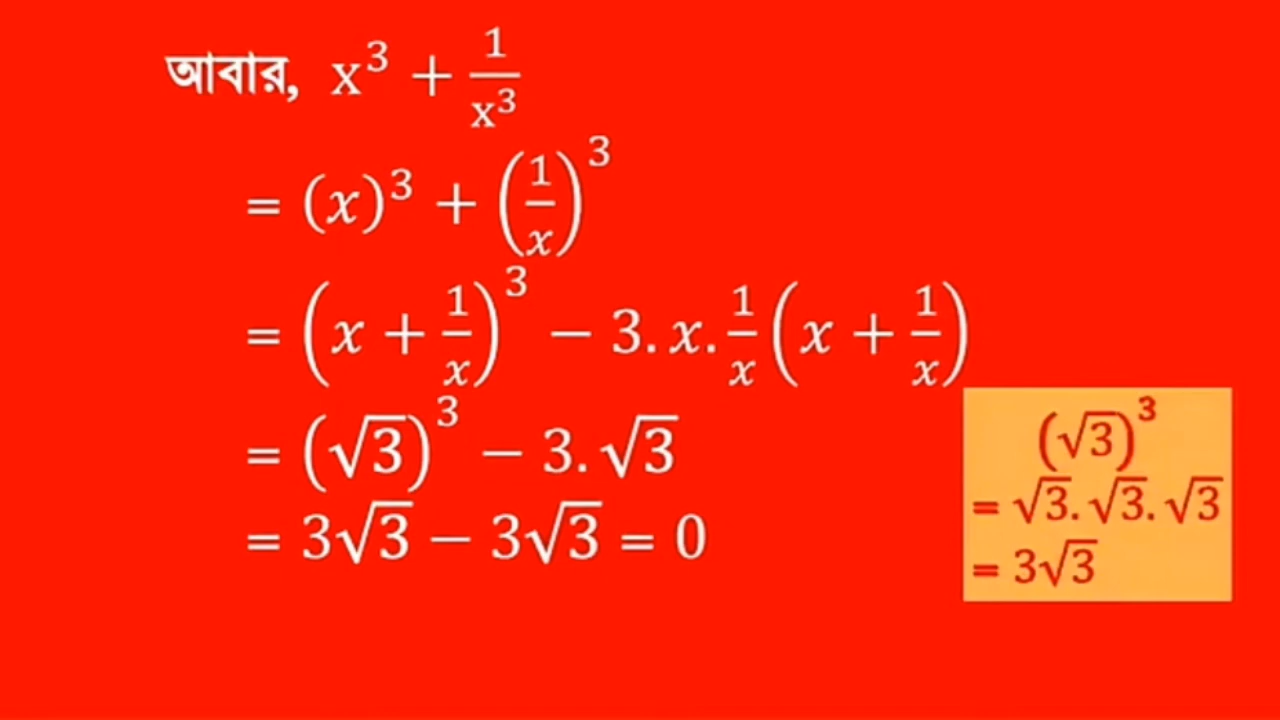 আবার, x³ + 1/x³
= (x)³ + (1/x)³
= (x + 1/x)³ − 3. x. 1/x (x + 1/x)
= (√3)³ − 3. √3
= 3√3 − 3√3 = 0
(√3)³
= √3. √3. √3
= 3√3